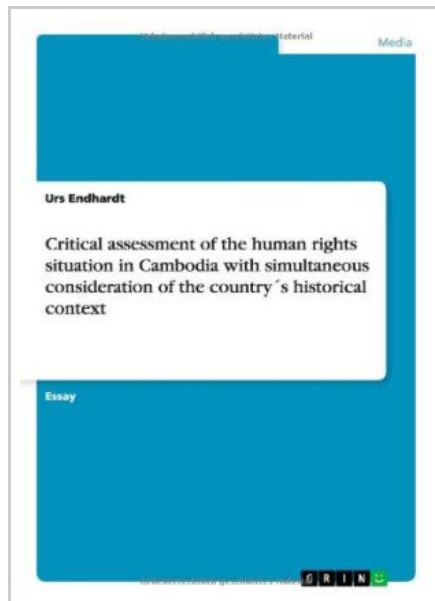 Media
Urs Endhardt
Critical assessment of the human rights
situation in Cambodia with simultaneous
consideration of the country´s historical
context
Essay
GRIN